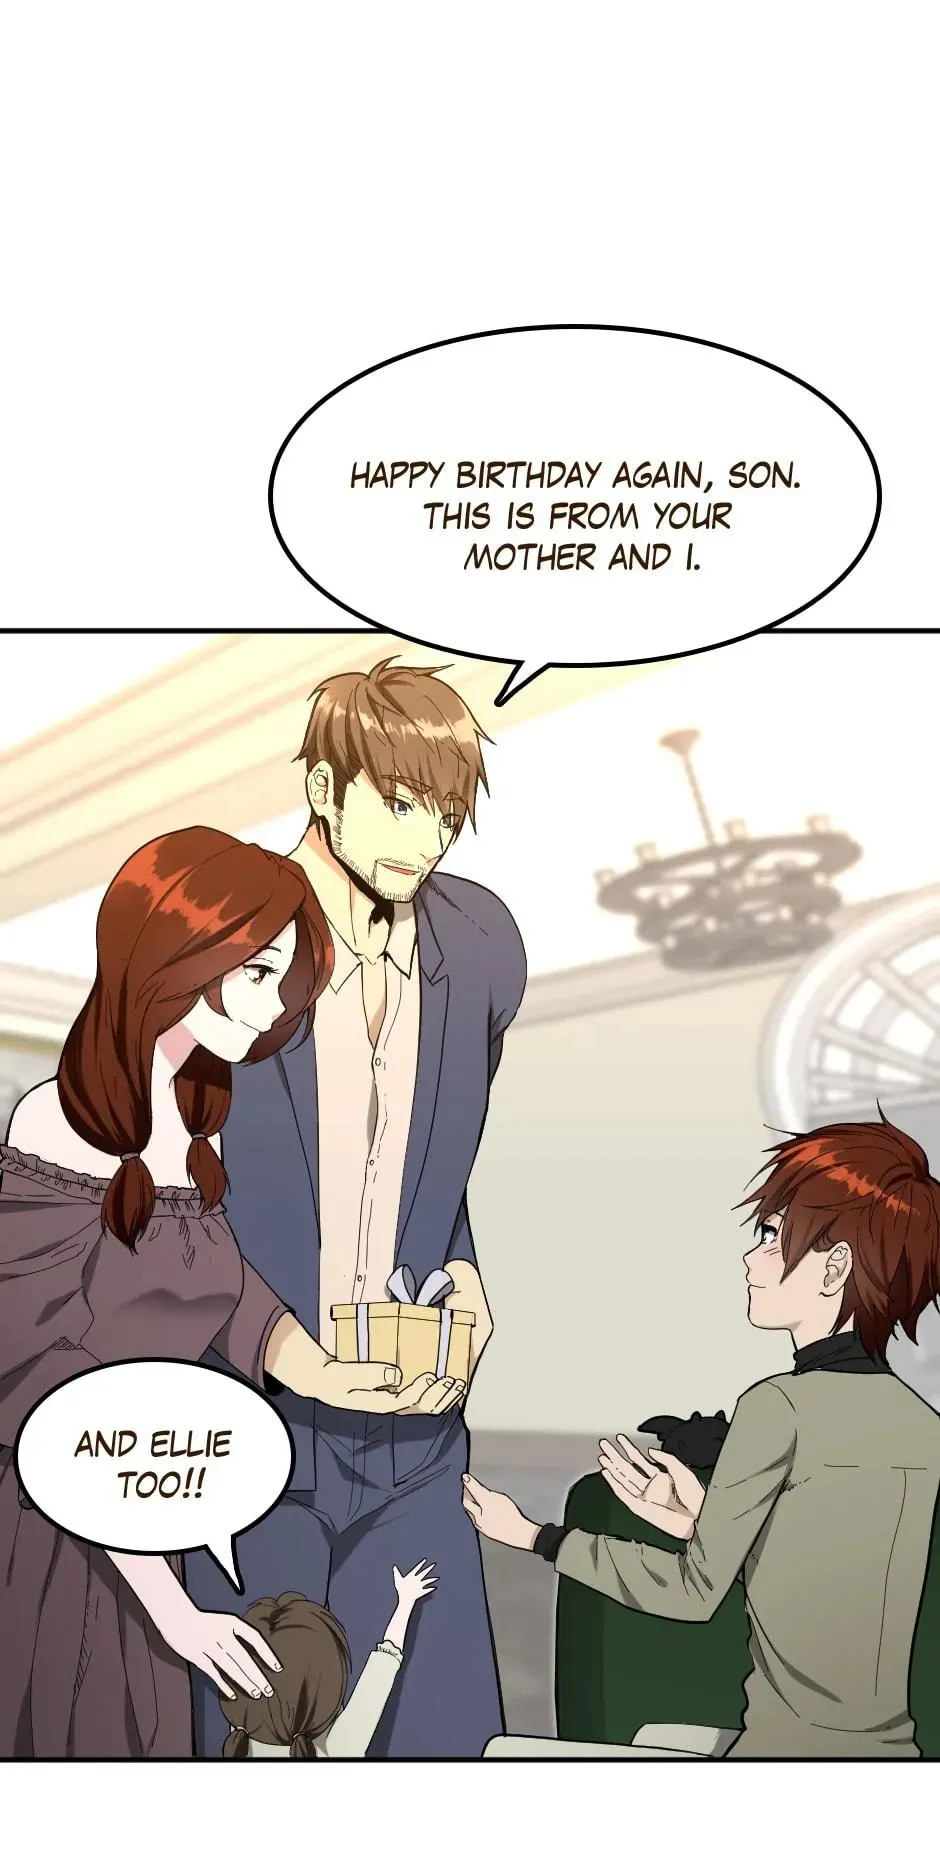 HAPPY BIRTHDAY AGAIN, SON.
THIS IS FROM YOUR
MOTHER AND I.
AND ELLIE
TOO!!